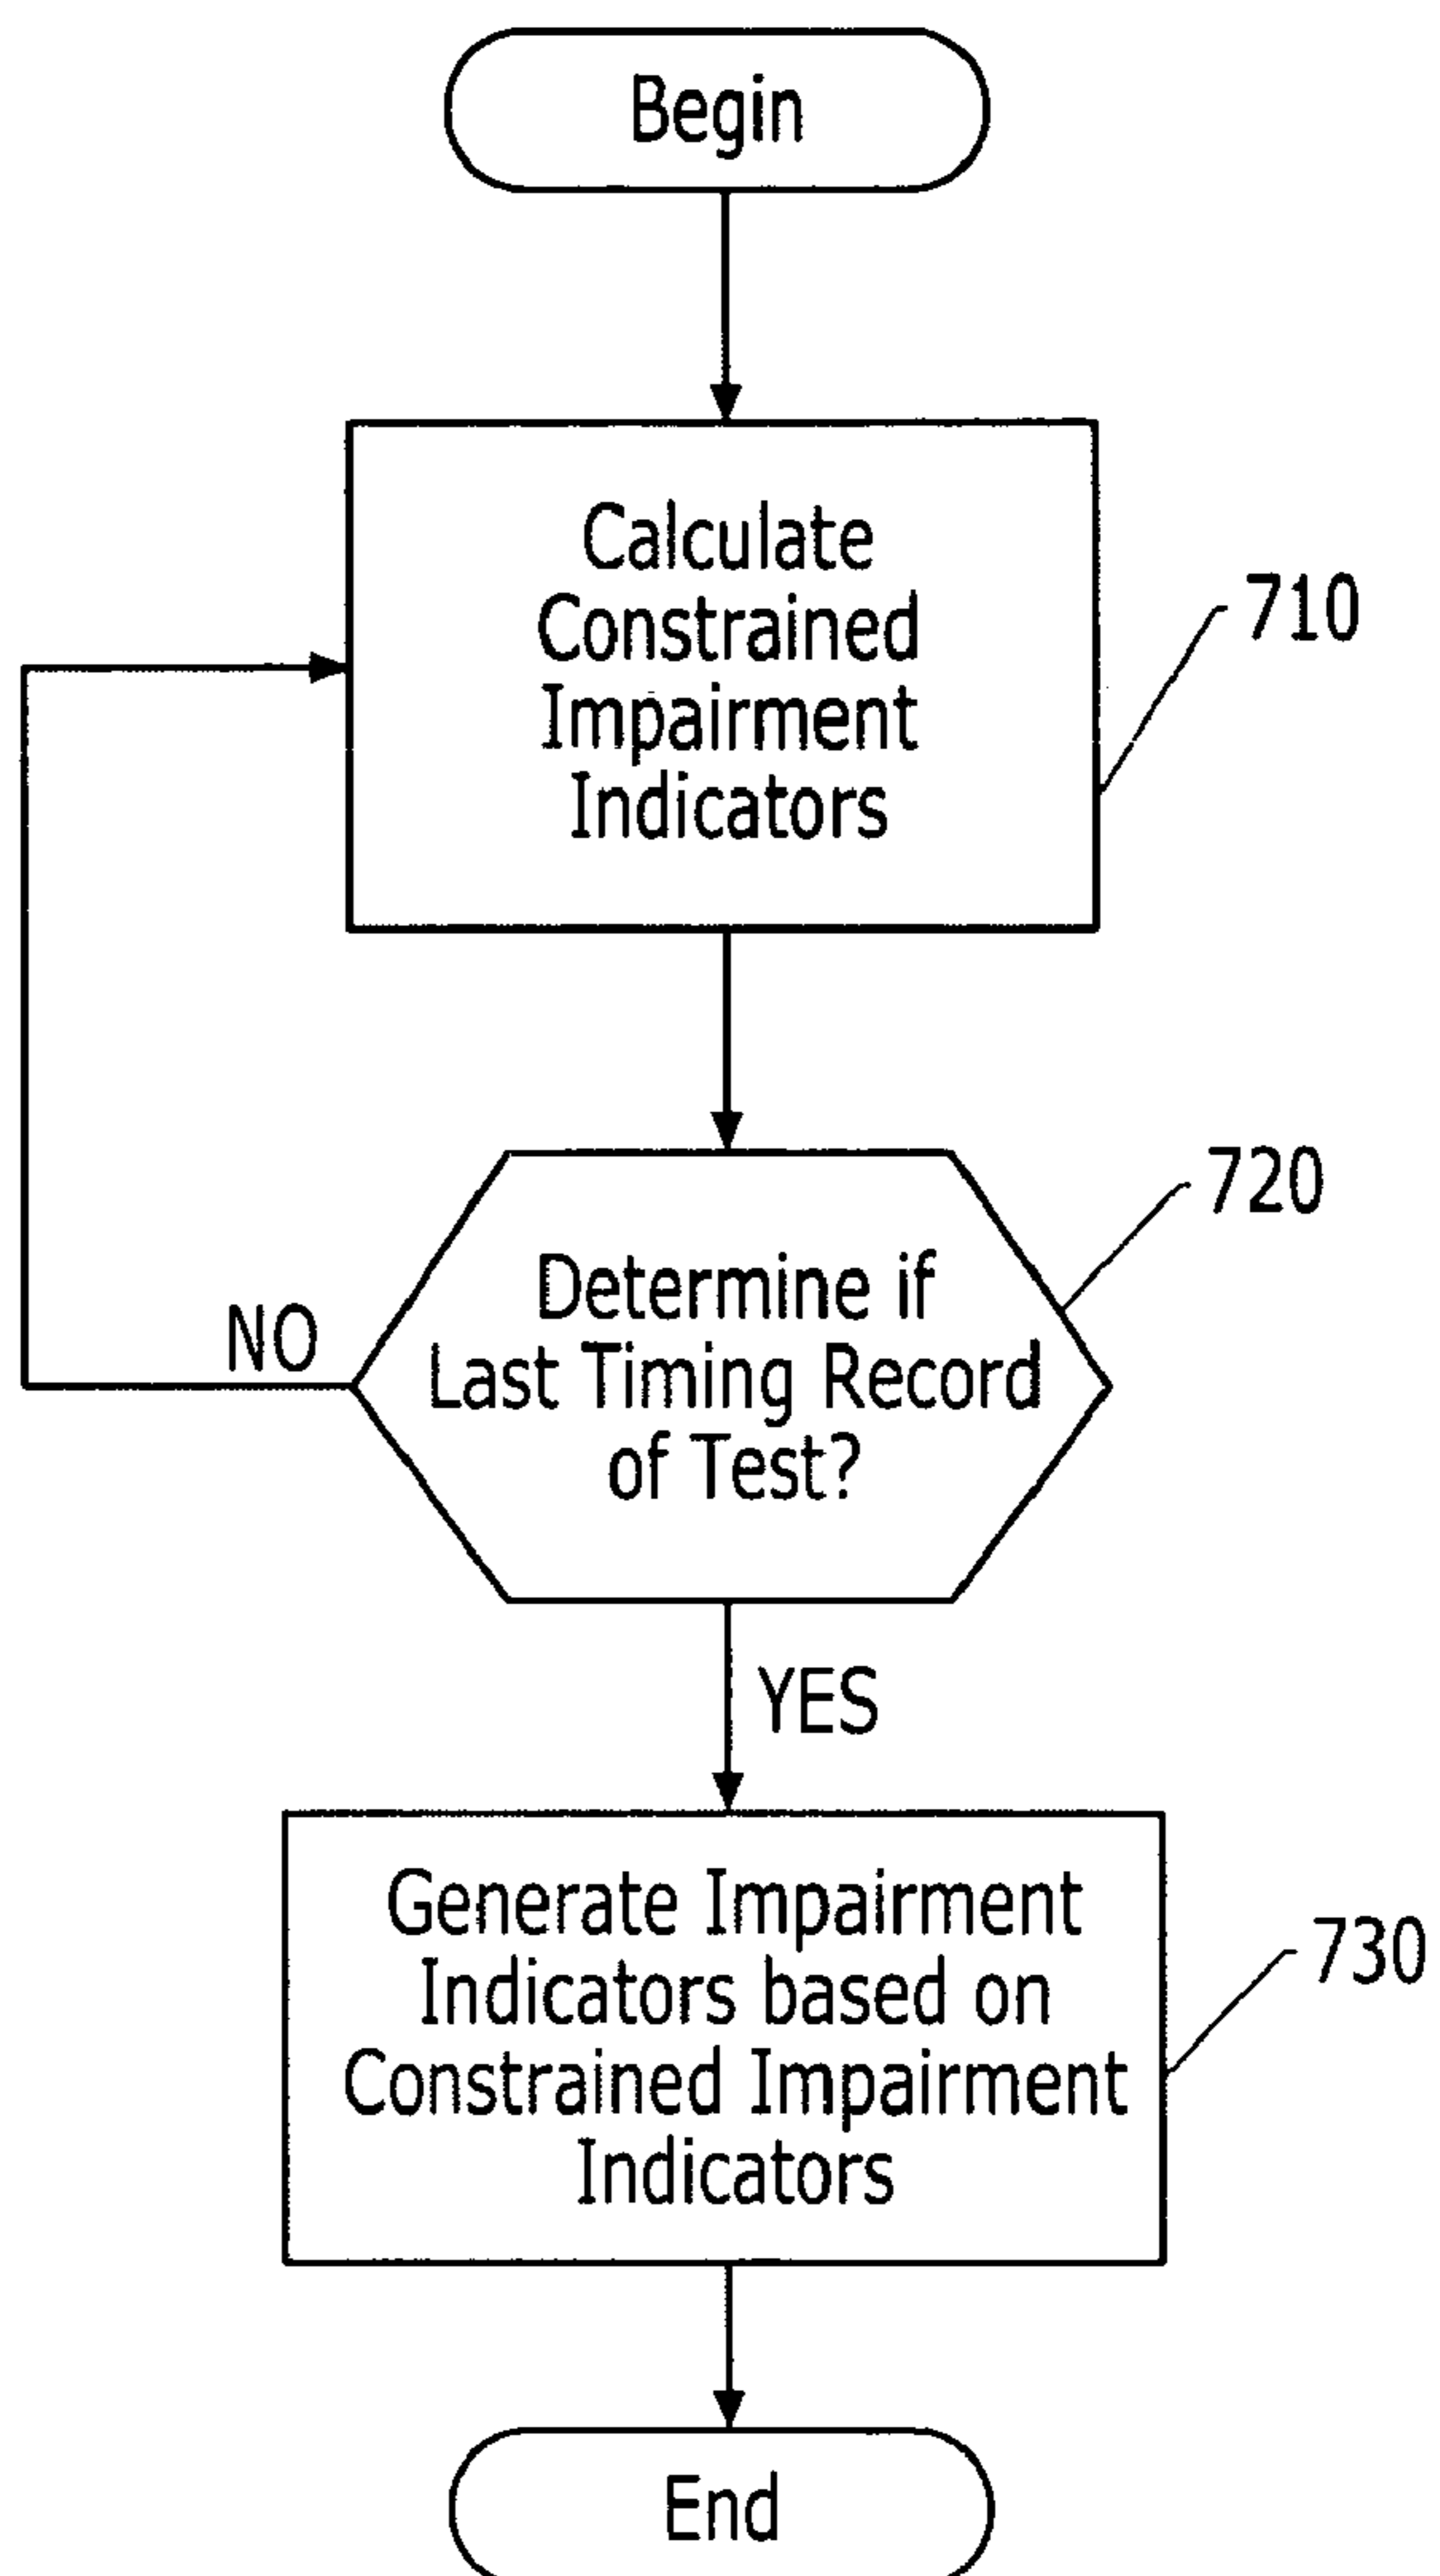 Begin
Calculate
Constrained
Impairment
Indicators
710
Determine if
Last Timing Record
of Test?
720
NO
YES
Generate Impairment
Indicators based on
Constrained Impairment
Indicators
730
End